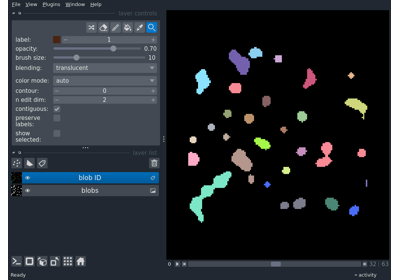 File View Plugins Window Help
layer controls
label: 1
opacity: 0.70
brush size: 10
blending: translucent
color mode: auto
contour: 0
n edit dim: 2
contiguous:
preserve
labels:
show
selected:
layer list
blob ID
blobs
32 63
activity